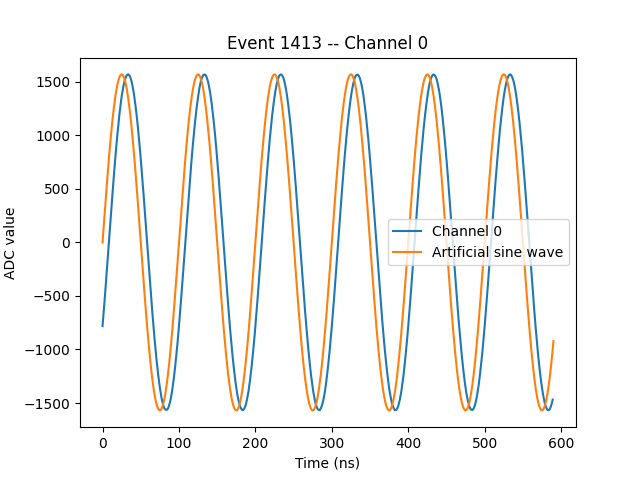 Event 1413 -- Channel 0
ADC value
1500
1000
500
0
−500
−1000
−1500
Channel 0
Artificial sine wave
0 100 200 300 400 500 600
Time (ns)